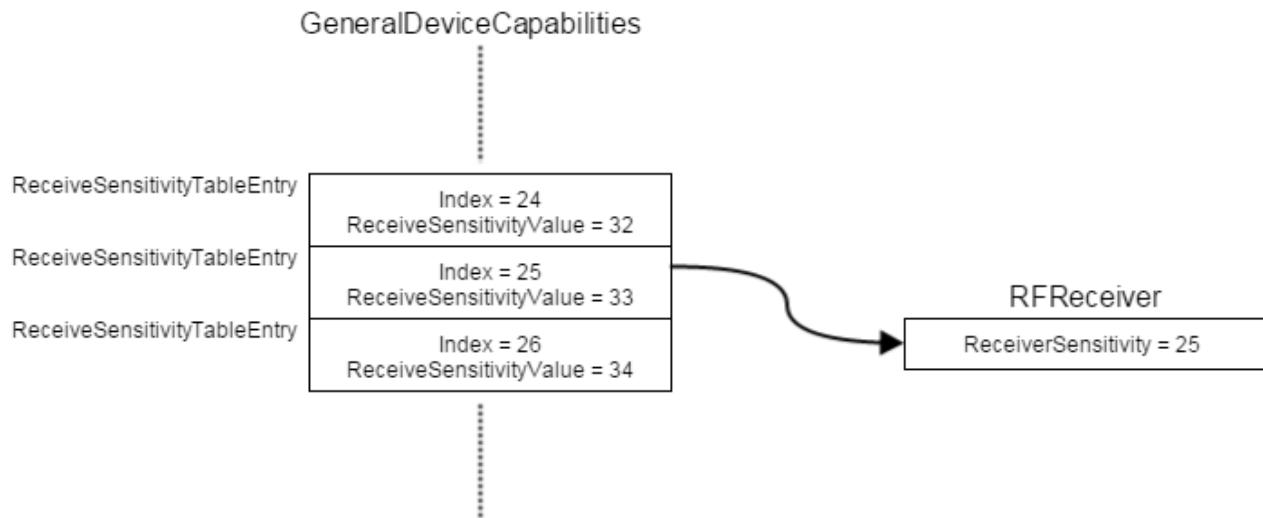 GeneralDeviceCapabilities
ReceiveSensitivityTableEntry
Index = 24
ReceiveSensitivityValue = 32
ReceiveSensitivityTableEntry
Index = 25
ReceiveSensitivityValue = 33
ReceiveSensitivityTableEntry
Index = 26
ReceiveSensitivityValue = 34
RFReceiver
ReceiverSensitivity = 25